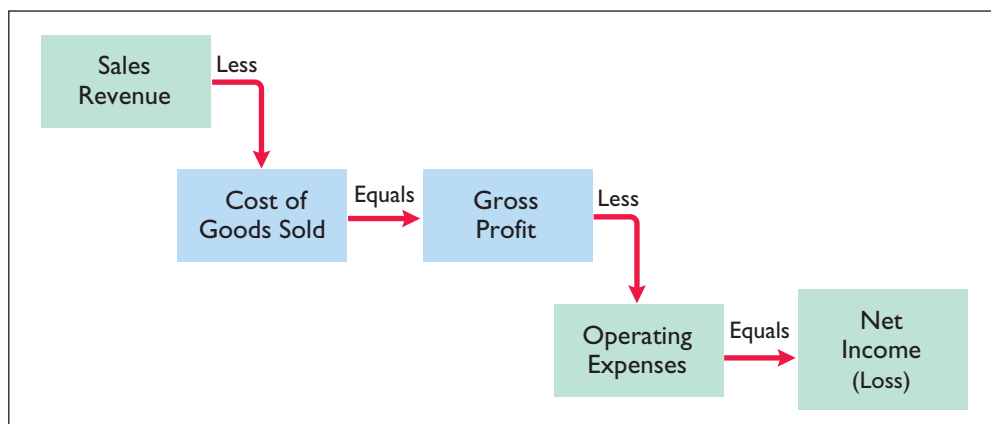 Sales
Revenue
Less
Cost of
Goods Sold
Equals
Gross
Profit
Less
Operating
Expenses
Equals
Net
Income
(Loss)